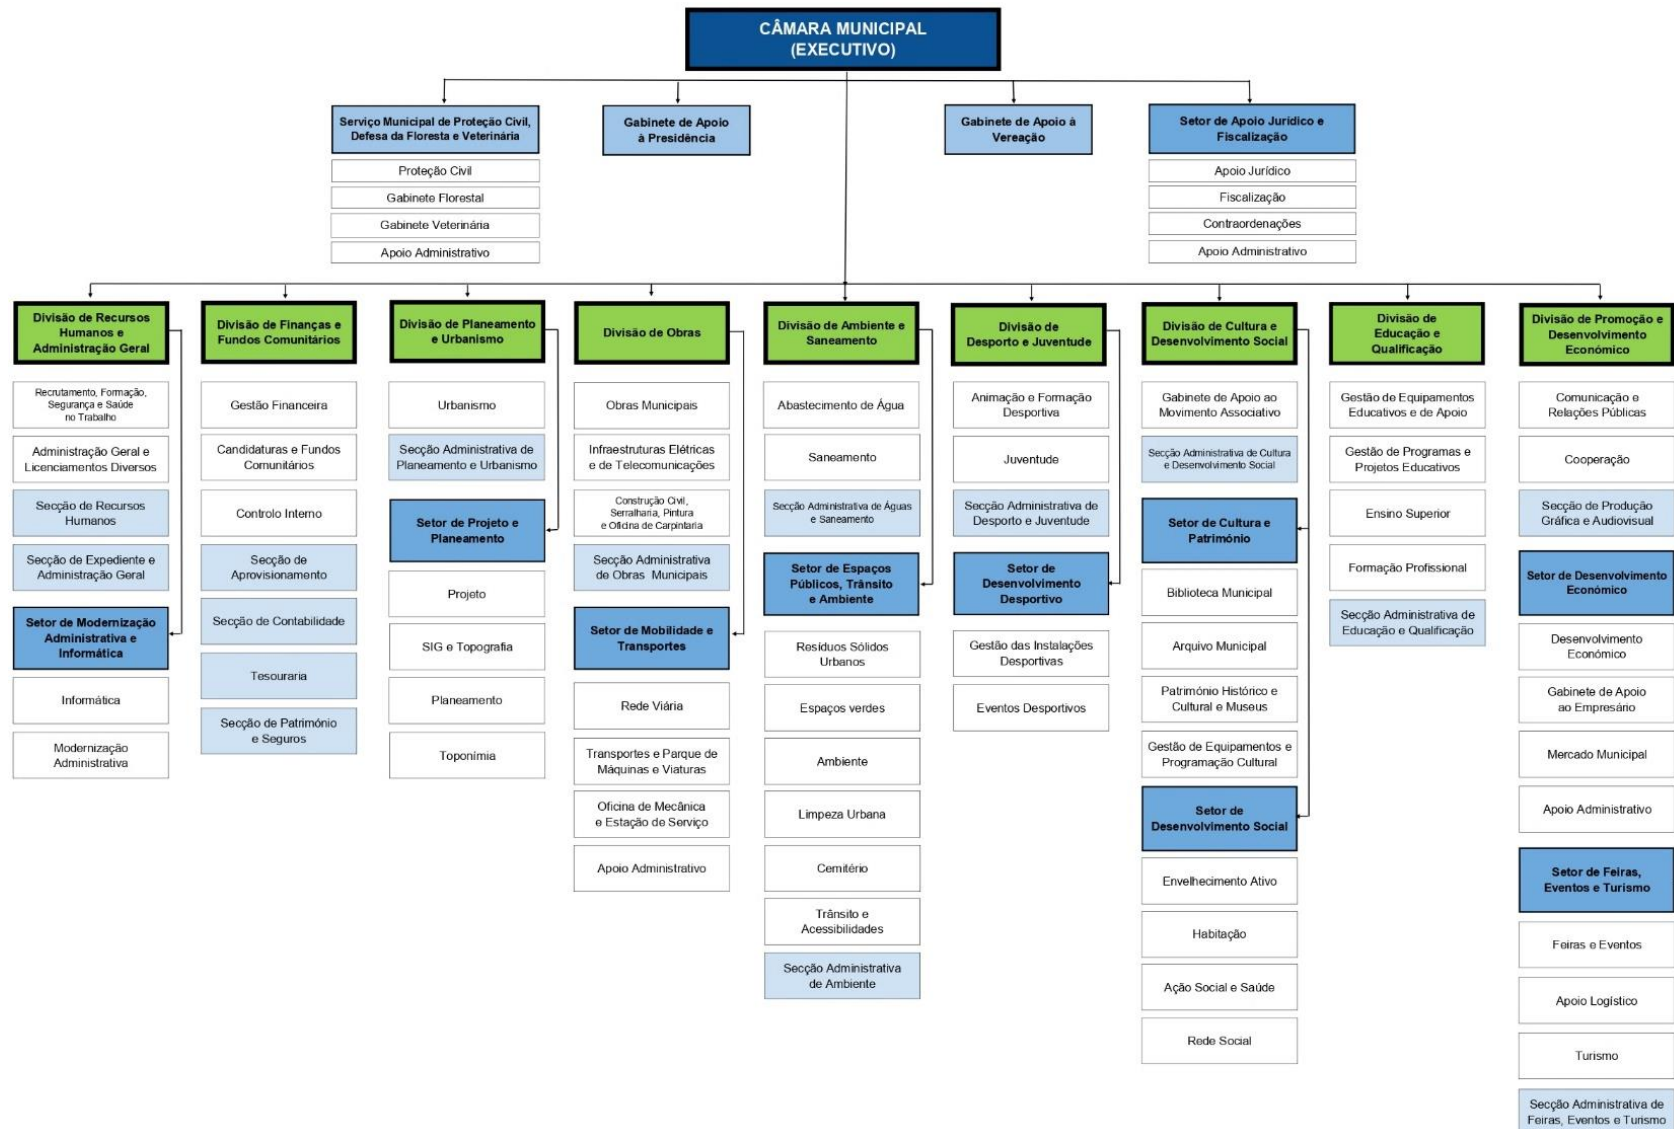 CÂMARA MUNICIPAL
(EXECUTIVO)
Serviço Municipal de Proteção Civil,
Defesa da Floresta e Veterinária
Proteção Civil
Gabinete Florestal
Gabinete Veterinária
Apoio Administrativo
Gabinete de Apoio
à Presidência
Gabinete de Apoio à
Vereação
Setor de Apoio Jurídico e
Fiscalização
Apoio Jurídico
Fiscalização
Contraordenações
Apoio Administrativo
Divisão de Recursos
Humanos e
Administração Geral
Recrutamento, Formação,
Segurança e Saúde
no Trabalho
Administração Geral e
Licenciamentos Diversos
Secção de Recursos
Humanos
Secção de Expediente e
Administração Geral
Setor de Modernização
Administrativa e
Informática
Informática
Modernização
Administrativa
Divisão de Finanças e
Fundos Comunitários
Gestão Financeira
Candidaturas e Fundos
Comunitários
Controlo Interno
Secção de
Aprovisionamento
Secção de Contabilidade
Tesouraria
Secção de Património
e Seguros
Divisão de Planeamento
e Urbanismo
Urbanismo
Secção Administrativa de
Planeamento e Urbanismo
Setor de Projeto e
Planeamento
Projeto
SIG e Topografia
Planeamento
Toponímia
Divisão de Obras
Obras Municipais
Infraestruturas Elétricas
e de Telecomunicações
Construção Civil,
Serralharia, Pintura
e Oficina de Carpintaria
Secção Administrativa
de Obras Municipais
Setor de Mobilidade e
Transportes
Rede Viária
Transportes e Parque de
Máquinas e Viaturas
Oficina de Mecânica
e Estação de Serviço
Apoio Administrativo
Divisão de Ambiente e
Saneamento
Abastecimento de Água
Saneamento
Secção Administrativa de Águas
e Saneamento
Setor de Espaços
Públicos, Trânsito
e Ambiente
Resíduos Sólidos
Urbanos
Espaços verdes
Ambiente
Limpeza Urbana
Cemitério
Trânsito e
Acessibilidades
Secção Administrativa
de Ambiente
Divisão de
Desporto e Juventude
Animação e Formação
Desportiva
Juventude
Secção Administrativa de
Desporto e Juventude
Setor de
Desenvolvimento
Desportivo
Gestão das Instalações
Desportivas
Eventos Desportivos
Divisão de Cultura e
Desenvolvimento Social
Gabinete de Apoio ao
Movimento Associativo
Secção Administrativa de Cultura
e Desenvolvimento Social
Setor de Cultura e
Património
Biblioteca Municipal
Arquivo Municipal
Património Histórico e
Cultural e Museus
Gestão de Equipamentos e
Programação Cultural
Setor de
Desenvolvimento Social
Envelhecimento Ativo
Habitação
Ação Social e Saúde
Rede Social
Divisão de
Educação e
Qualificação
Gestão de Equipamentos
Educativos e de Apoio
Gestão de Programas e
Projetos Educativos
Ensino Superior
Formação Profissional
Secção Administrativa de
Educação e Qualificação
Divisão de Promoção e
Desenvolvimento
Económico
Comunicação e
Relações Públicas
Cooperação
Secção de Produção
Gráfica e Audiovisual
Setor de Desenvolvimento
Económico
Desenvolvimento
Económico
Gabinete de Apoio
ao Empresário
Mercado Municipal
Apoio Administrativo
Setor de Feiras,
Eventos e Turismo
Feiras e Eventos
Apoio Logístico
Turismo
Secção Administrativa de
Feiras, Eventos e Turismo